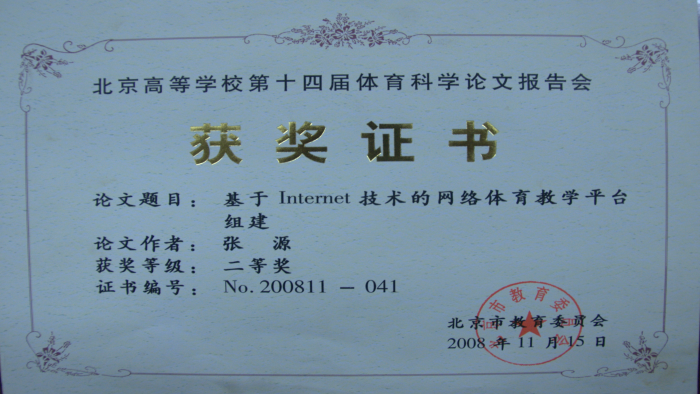 北京高等学校第十四届体育科学论文报告会
获奖证书
论文题目：基于 Internet 技术的网络体育教学平台
组建
论文作者：张 源
获奖等级：二等奖
证书编号：No. 200811 - 041
北京市教育委员会
2008 年 11 月 15 日